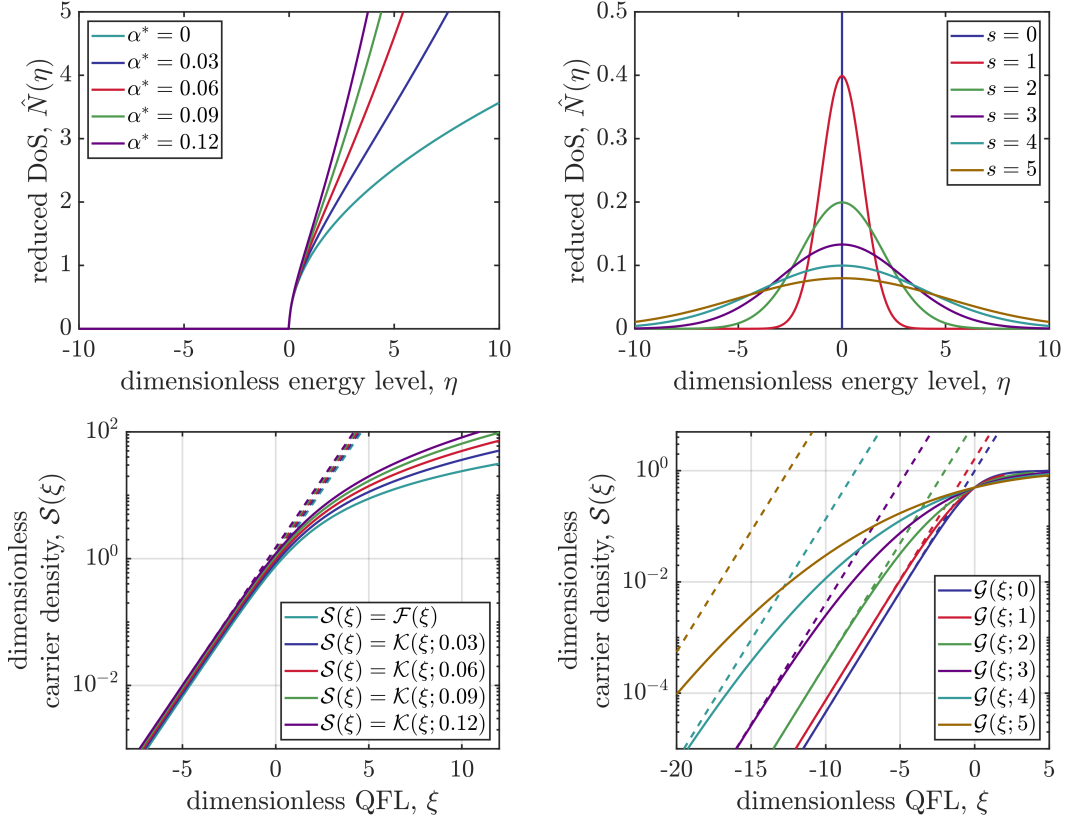 reduced DoS, N̂(η)
5
4
3
2
1
0
α* = 0
α* = 0.03
α* = 0.06
α* = 0.09
α* = 0.12
-10 -5 0 5 10
dimensionless energy level, η
reduced DoS, N̂(η)
0.5
0.4
0.3
0.2
0.1
0
s = 0
s = 1
s = 2
s = 3
s = 4
s = 5
-10 -5 0 5 10
dimensionless energy level, η
dimensionless
carrier density, 𝒮(ξ)
10²
10⁰
10⁻²
𝒮(ξ) = ℱ(ξ)
𝒮(ξ) = 𝒦(ξ; 0.03)
𝒮(ξ) = 𝒦(ξ; 0.06)
𝒮(ξ) = 𝒦(ξ; 0.09)
𝒮(ξ) = 𝒦(ξ; 0.12)
-5 0 5 10
dimensionless QFL, ξ
dimensionless
carrier density, 𝒮(ξ)
10⁰
10⁻²
10⁻⁴
𝒢(ξ; 0)
𝒢(ξ; 1)
𝒢(ξ; 2)
𝒢(ξ; 3)
𝒢(ξ; 4)
𝒢(ξ; 5)
-20 -15 -10 -5 0 5
dimensionless QFL, ξ